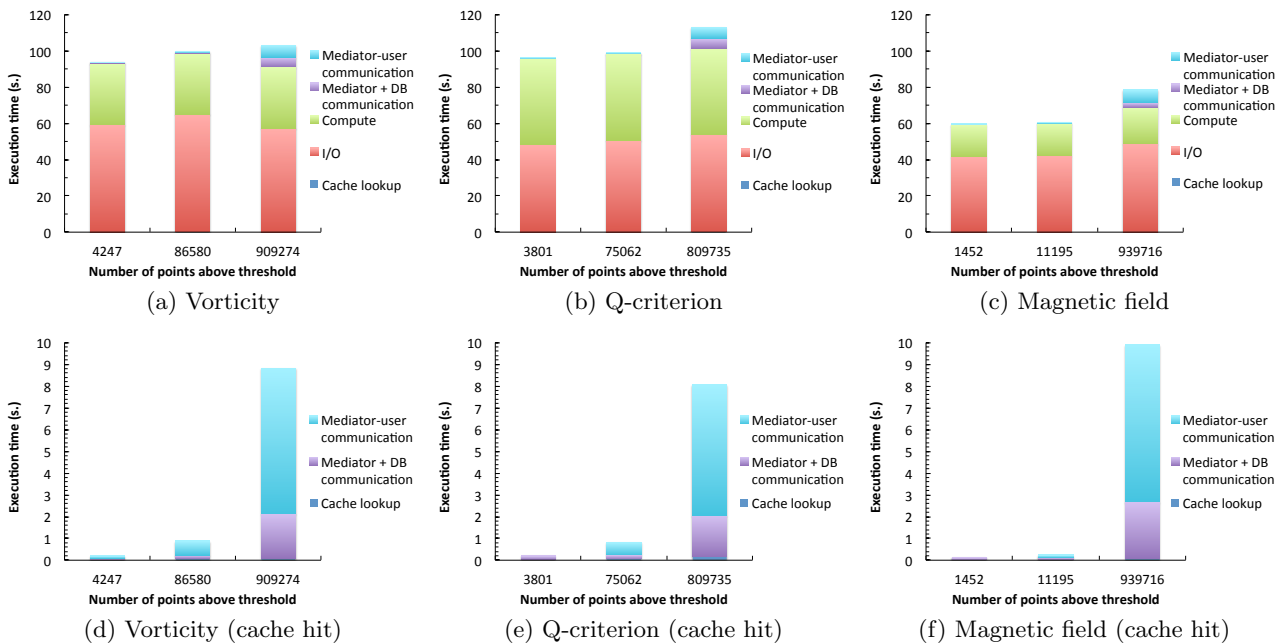 120
100
80
60
40
20
0
Execution time (s.)
4247 86580 909274
Number of points above threshold
Mediator-user
communication
Mediator + DB
communication
Compute
I/O
Cache lookup
(a) Vorticity
120
100
80
60
40
20
0
Execution time (s.)
3801 75062 809735
Number of points above threshold
Mediator-user
communication
Mediator + DB
communication
Compute
I/O
Cache lookup
(b) Q-criterion
120
100
80
60
40
20
0
Execution time (s.)
1452 11195 939716
Number of points above threshold
Mediator-user
communication
Mediator + DB
communication
Compute
I/O
Cache lookup
(c) Magnetic field
10
9
8
7
6
5
4
3
2
1
0
Execution time (s.)
4247 86580 909274
Number of points above threshold
Mediator-user
communication
Mediator + DB
communication
Cache lookup
(d) Vorticity (cache hit)
10
9
8
7
6
5
4
3
2
1
0
Execution time (s.)
3801 75062 809735
Number of points above threshold
Mediator-user
communication
Mediator + DB
communication
Cache lookup
(e) Q-criterion (cache hit)
10
9
8
7
6
5
4
3
2
1
0
Execution time (s.)
1452 11195 939716
Number of points above threshold
Mediator-user
communication
Mediator + DB
communication
Cache lookup
(f) Magnetic field (cache hit)